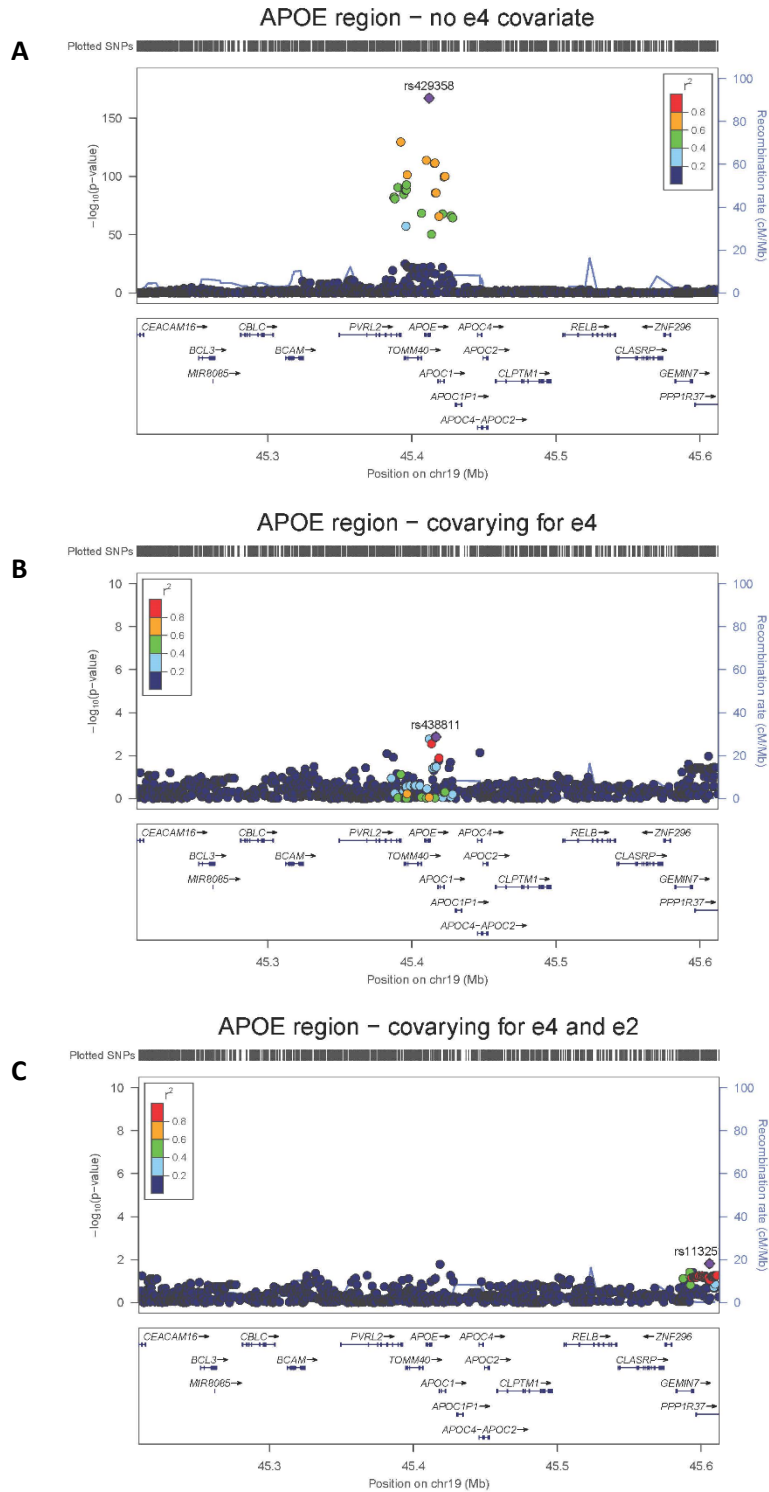 APOE region – no e4 covariate
A
Plotted SNPs
rs429358
r²
0.8
0.6
0.4
0.2
150
100
50
0
−log₁₀(p-value)
100
80
60
40
20
0
Recombination rate (cM/Mb)
CEACAM16→ CBLC→ PVRL2→ APOE→ APOC4→ RELB→ ←ZNF296
BCL3→ BCAM→ TOMM40→ APOC2→ CLASRP→
MIR8085→ APOC1→ CLPTM1→ GEMIN7→
APOC1P1→ PPP1R37→
APOC4−APOC2→
45.3 45.4 45.5 45.6
Position on chr19 (Mb)
APOE region – covarying for e4
B
Plotted SNPs
r²
0.8
0.6
0.4
0.2
rs438811
10
8
6
4
2
0
−log₁₀(p-value)
100
80
60
40
20
0
Recombination rate (cM/Mb)
CEACAM16→ CBLC→ PVRL2→ APOE→ APOC4→ RELB→ ←ZNF296
BCL3→ BCAM→ TOMM40→ APOC2→ CLASRP→
MIR8085→ APOC1→ CLPTM1→ GEMIN7→
APOC1P1→ PPP1R37→
APOC4−APOC2→
45.3 45.4 45.5 45.6
Position on chr19 (Mb)
APOE region – covarying for e4 and e2
C
Plotted SNPs
r²
0.8
0.6
0.4
0.2
rs11325
10
8
6
4
2
0
−log₁₀(p-value)
100
80
60
40
20
0
Recombination rate (cM/Mb)
CEACAM16→ CBLC→ PVRL2→ APOE→ APOC4→ RELB→ ←ZNF296
BCL3→ BCAM→ TOMM40→ APOC2→ CLASRP→
MIR8085→ APOC1→ CLPTM1→ GEMIN7→
APOC1P1→ PPP1R37→
APOC4−APOC2→
45.3 45.4 45.5 45.6
Position on chr19 (Mb)